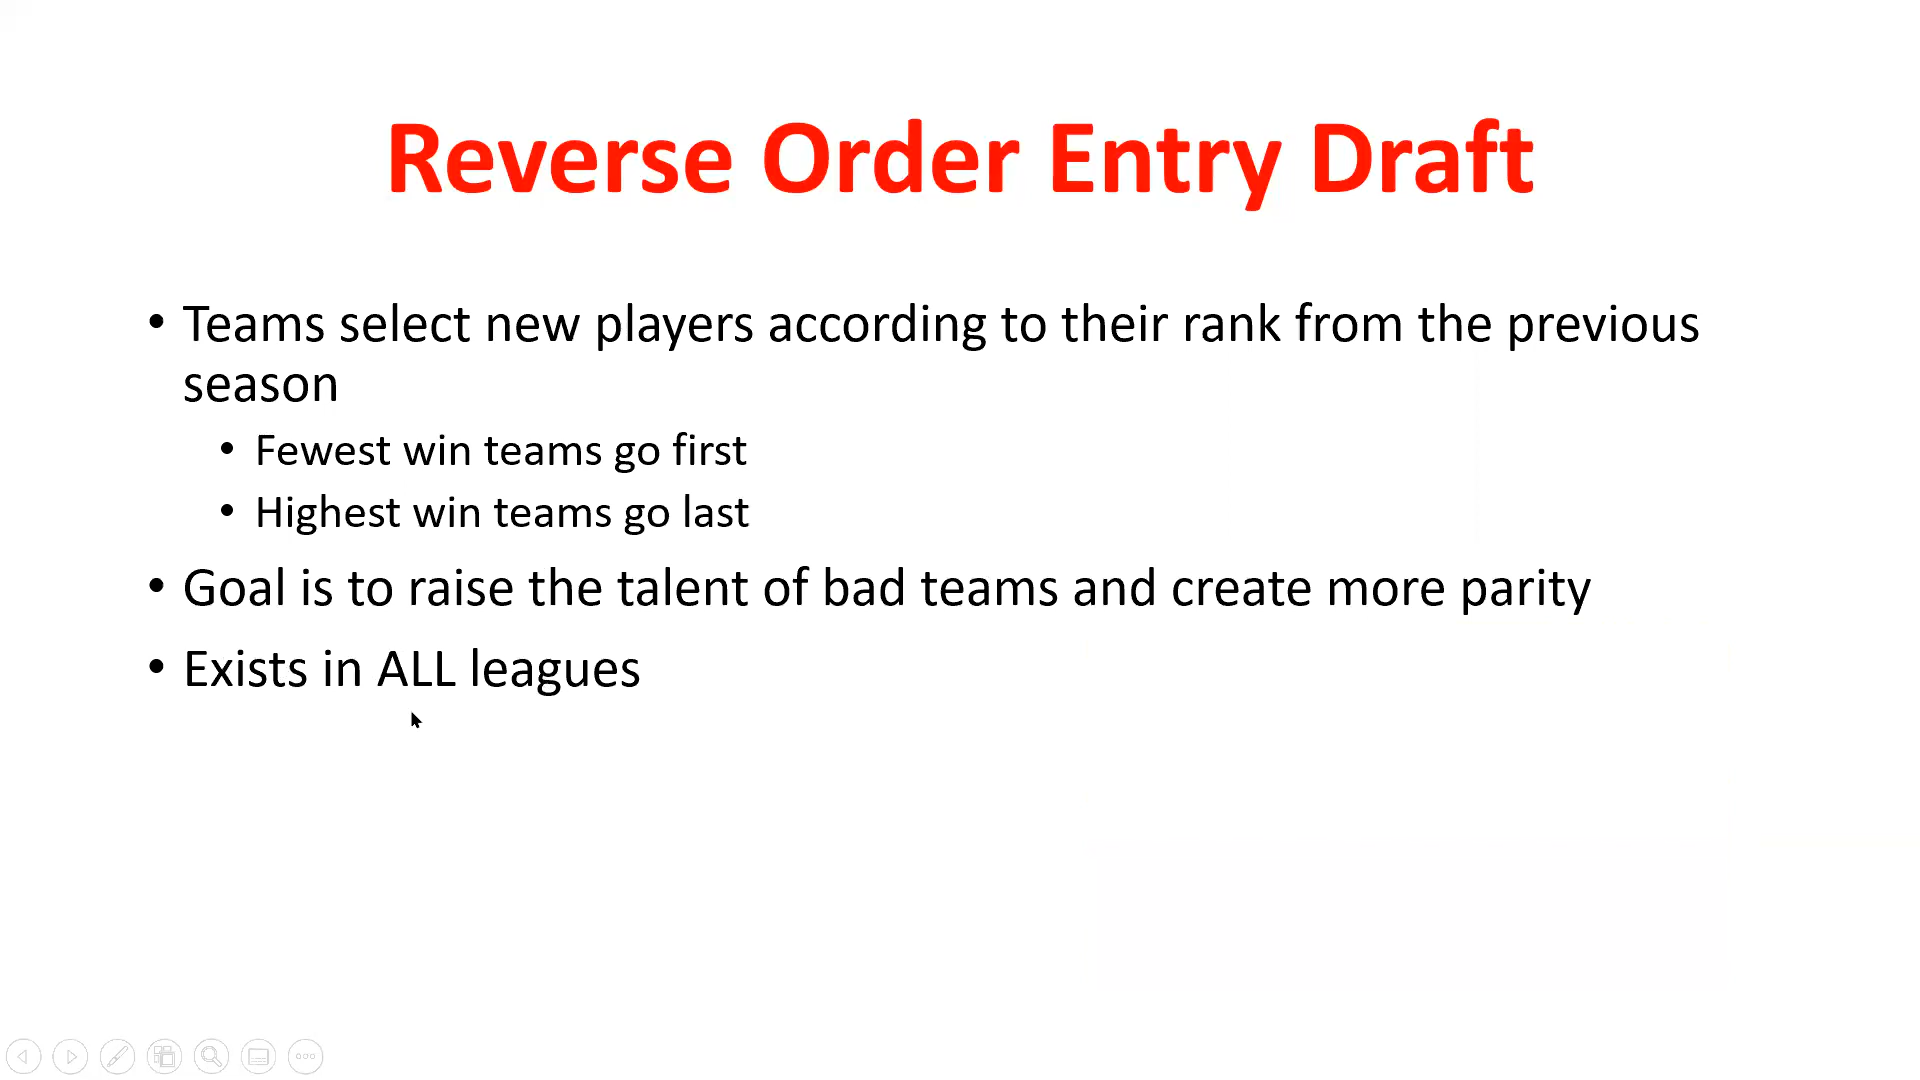 Reverse Order Entry Draft
• Teams select new players according to their rank from the previous
season
• Fewest win teams go first
• Highest win teams go last
• Goal is to raise the talent of bad teams and create more parity
• Exists in ALL leagues